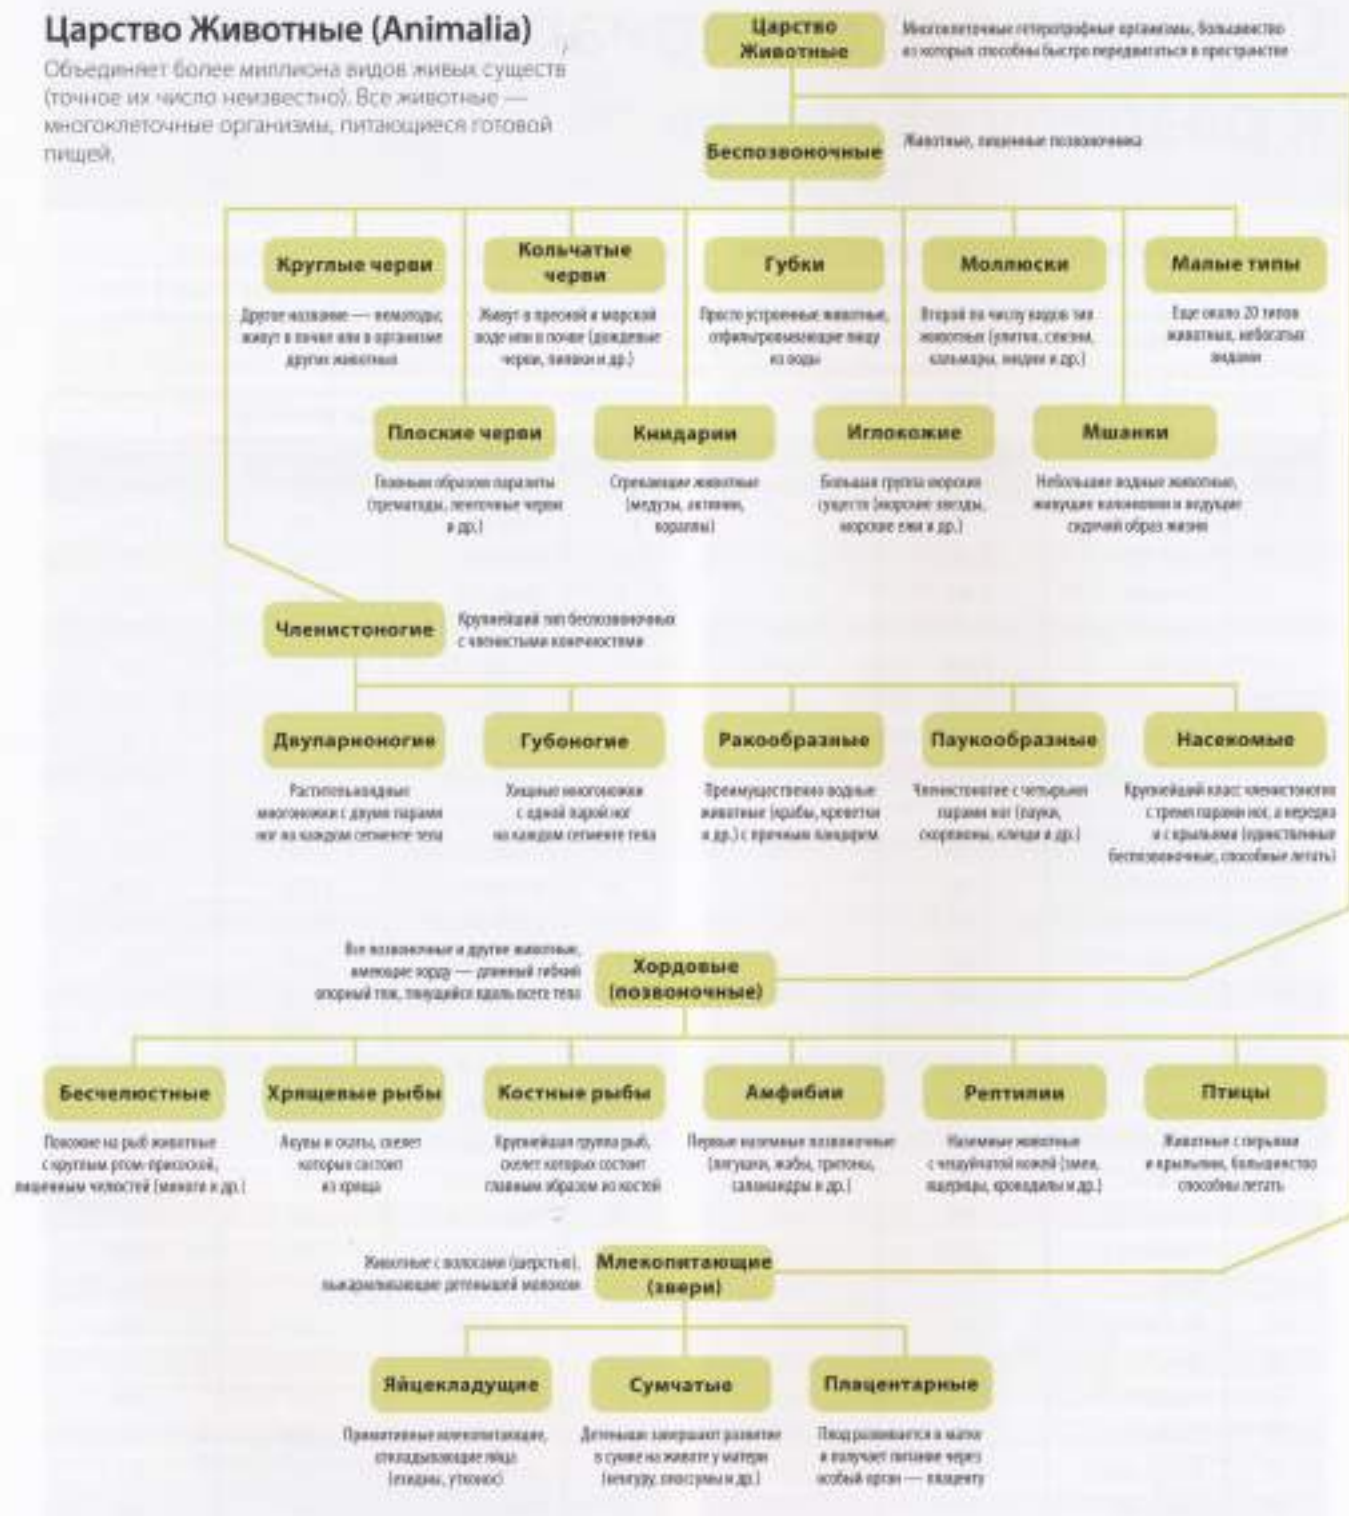 Царство Животные (Animalia)
Объединяет более миллиона видов живых существ
(точное их число неизвестно). Все животные —
многоклеточные организмы, питающиеся готовой
пищей.
Царство
Животные
Многоклеточные гетеротрофные организмы, большинство
из которых способны быстро передвигаться в пространстве
Беспозвоночные
Животные, лишенные позвоночника
Круглые черви
Другое название — нематоды;
живут в почве или в организме
других животных
Кольчатые
черви
Живут в пресной и морской
воде или в почве (дождевые
черви, пиявки и др.)
Губки
Просто устроенные животные,
отфильтровывающие пищу
из воды
Моллюски
Второй по числу видов тип
животных (улитки, слизни,
кальмары, мидии и др.)
Малые типы
Еще около 20 типов
животных, небогатых
видами
Плоские черви
Главным образом паразиты
(трематоды, ленточные черви
и др.)
Книдарии
Стрекающие животные
(медузы, актинии,
кораллы)
Иглокожие
Большая группа морских
существ (морские звезды,
морские ежи и др.)
Мшанки
Небольшие водные животные,
живущие колониями и ведущие
сидячий образ жизни
Членистоногие
Крупнейший тип беспозвоночных
с членистыми конечностями
Двупарноногие
Растительноядные
многоножки с двумя парами
ног на каждом сегменте тела
Губоногие
Хищные многоножки
с одной парой ног
на каждом сегменте тела
Ракообразные
Преимущественно водные
животные (крабы, креветки
и др.) с прочным панцирем
Паукообразные
Членистоногие с четырьмя
парами ног (пауки,
скорпионы, клещи и др.)
Насекомые
Крупнейший класс членистоногих
с тремя парами ног, а нередко
и с крыльями (единственные
беспозвоночные, способные летать)
Все позвоночные и другие животные,
имеющие хорду — длинный гибкий
опорный тяж, тянущийся вдоль всего тела
Хордовые
(позвоночные)
Бесчелюстные
Похожие на рыб животные
с круглым ртом-присоской,
лишенным челюстей (миноги и др.)
Хрящевые рыбы
Акулы и скаты, скелет
которых состоит
из хряща
Костные рыбы
Крупнейшая группа рыб,
скелет которых состоит
главным образом из костей
Амфибии
Первые наземные позвоночные
(лягушки, жабы, тритоны,
саламандры и др.)
Рептилии
Наземные животные
с чешуйчатой кожей (змеи,
ящерицы, крокодилы и др.)
Птицы
Животные с перьями
и крыльями, большинство
способны летать
Животные с волосами (шерстью),
выкармливающие детенышей молоком
Млекопитающие
(звери)
Яйцекладущие
Примитивные млекопитающие,
откладывающие яйца
(ехидны, утконос)
Сумчатые
Детеныши завершают развитие
в сумке на животе у матери
(кенгуру, опоссумы и др.)
Плацентарные
Плод развивается в матке
и получает питание через
особый орган — плаценту